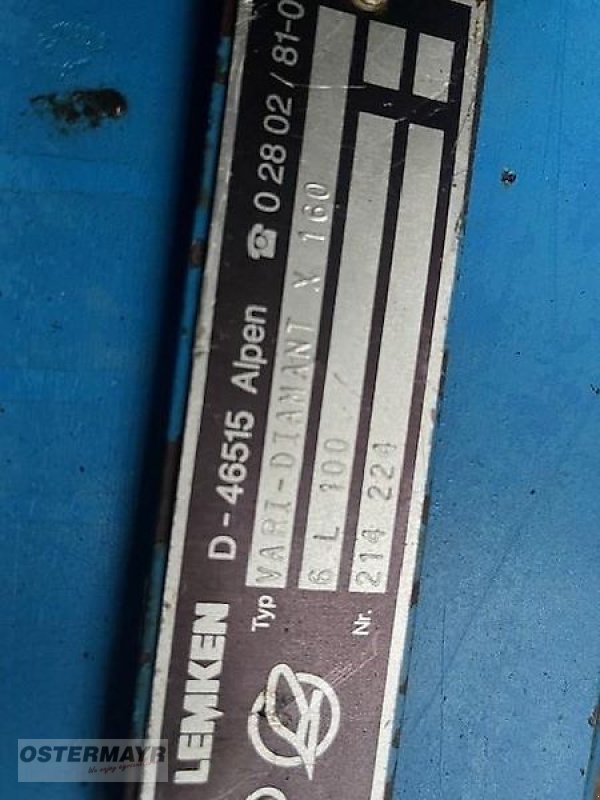 LEMKEN D-46515 Alpen ☎ 0 28 02 / 81-0
Typ VARI-DIAMANT X 160
6 L 100
Nr. 214 224
OSTERMAYR